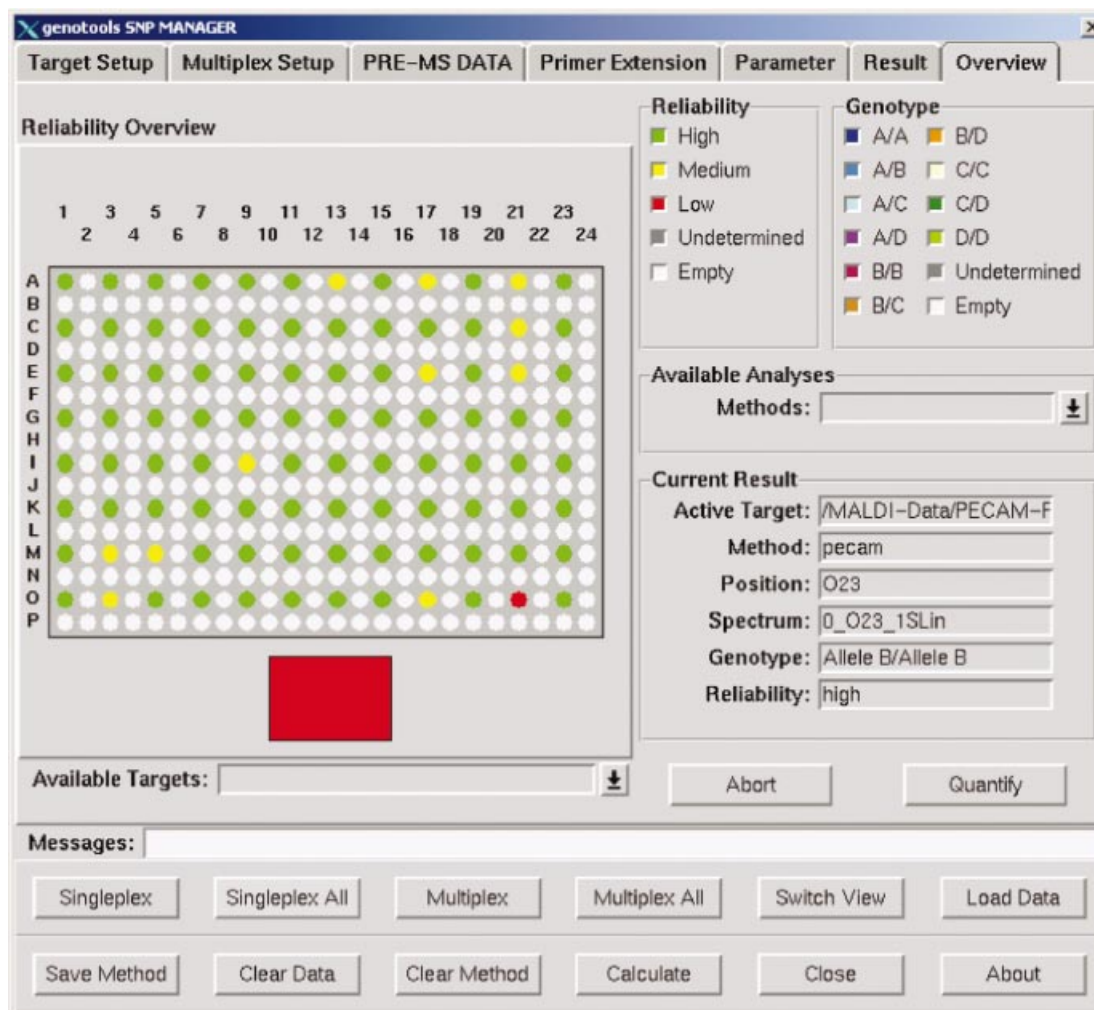 genotools SNP MANAGER
Target Setup Multiplex Setup PRE-MS DATA Primer Extension Parameter Result Overview
Reliability Overview
1 3 5 7 9 11 13 15 17 19 21 23
2 4 6 8 10 12 14 16 18 20 22 24
A
B
C
D
E
F
G
H
I
J
K
L
M
N
O
P
Available Targets:
Reliability
High
Medium
Low
Undetermined
Empty
Genotype
A/A B/D
A/B C/C
A/C C/D
A/D D/D
B/B Undetermined
B/C Empty
Available Analyses
Methods:
Current Result
Active Target: /MALDI-Data/PECAM-F
Method: pecam
Position: O23
Spectrum: 0_O23_1SLin
Genotype: Allele B/Allele B
Reliability: high
Abort Quantify
Messages:
Singleplex Singleplex All Multiplex Multiplex All Switch View Load Data
Save Method Clear Data Clear Method Calculate Close About